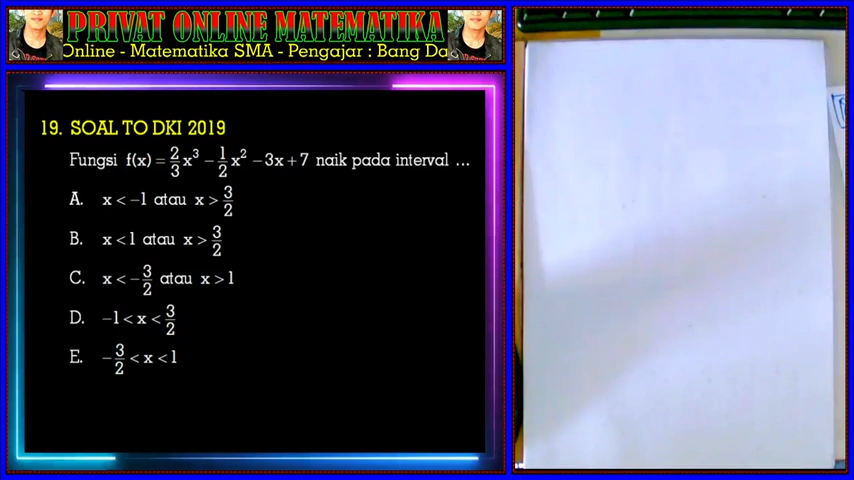 PRIVAT ONLINE MATEMATIKA
Online - Matematika SMA - Pengajar : Bang Da
19. SOAL TO DKI 2019
Fungsi f(x) = 2/3 x³ − 1/2 x² − 3x + 7 naik pada interval ...
A. x < −1 atau x > 3/2
B. x < 1 atau x > 3/2
C. x < − 3/2 atau x > 1
D. −1 < x < 3/2
E. − 3/2 < x < 1